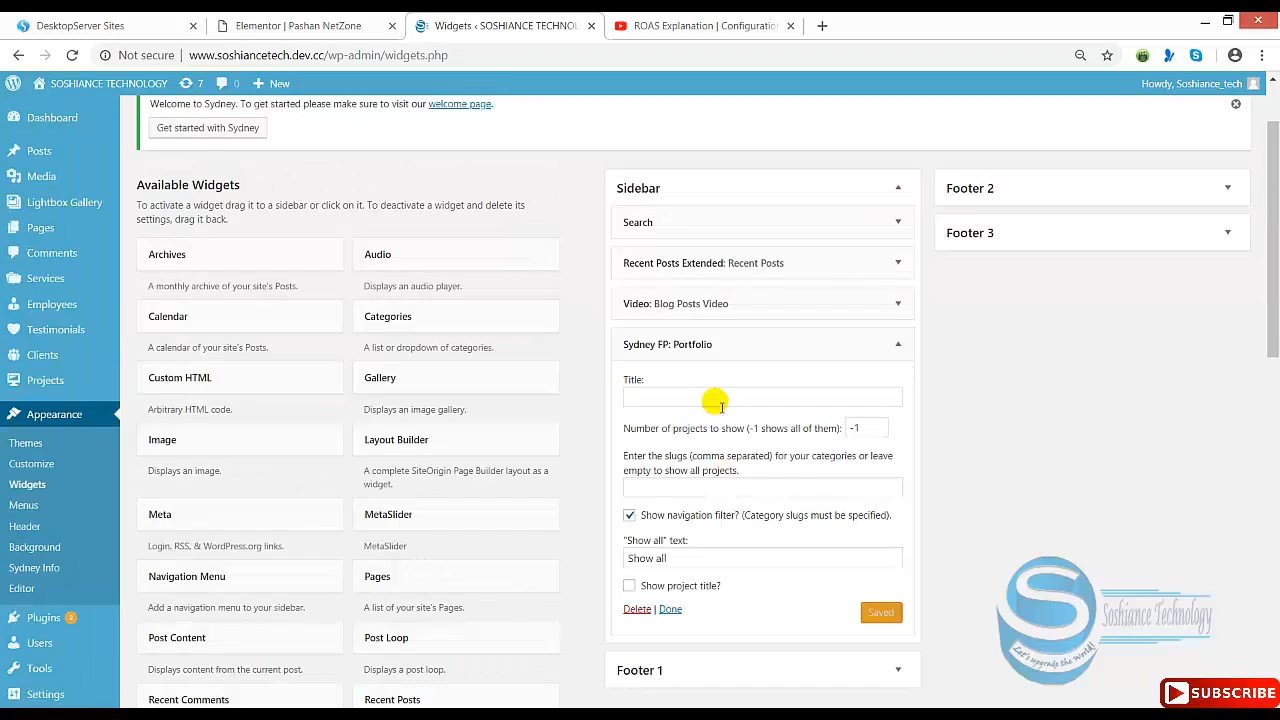 DesktopServer Sites
Elementor | Pashan NetZone
Widgets ‹ SOSHIANCE TECHNOL
ROAS Explanation | Configuration
Not secure | www.soshiancetech.dev.cc/wp-admin/widgets.php
SOSHIANCE TECHNOLOGY 7 0 + New
Howdy, Soshiance_tech
Dashboard
Posts
Media
Lightbox Gallery
Pages
Comments
Services
Employees
Testimonials
Clients
Projects
Appearance
Themes
Customize
Widgets
Menus
Header
Background
Sydney Info
Editor
Plugins 3
Users
Tools
Settings
Welcome to Sydney. To get started please make sure to visit our welcome page.
Get started with Sydney
Available Widgets
To activate a widget drag it to a sidebar or click on it. To deactivate a widget and delete its
settings, drag it back.
Archives
A monthly archive of your site's Posts.
Audio
Displays an audio player.
Calendar
A calendar of your site's Posts.
Categories
A list or dropdown of categories.
Custom HTML
Arbitrary HTML code.
Gallery
Displays an image gallery.
Image
Displays an image.
Layout Builder
A complete SiteOrigin Page Builder layout as a
widget.
Meta
Login, RSS, & WordPress.org links.
MetaSlider
MetaSlider
Navigation Menu
Add a navigation menu to your sidebar.
Pages
A list of your site's Pages.
Post Content
Displays content from the current post.
Post Loop
Displays a post loop.
Recent Comments
Recent Posts
Sidebar
Search
Recent Posts Extended: Recent Posts
Video: Blog Posts Video
Sydney FP: Portfolio
Title:
Number of projects to show (-1 shows all of them): -1
Enter the slugs (comma separated) for your categories or leave
empty to show all projects.
Show navigation filter? (Category slugs must be specified).
"Show all" text:
Show all
Show project title?
Delete | Done
Saved
Footer 1
Footer 2
Footer 3
Soshiance Technology
Let's upgrade the World!
SUBSCRIBE